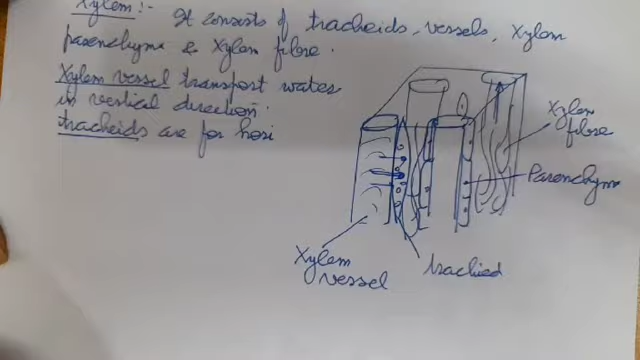 Xylem :- It consists of tracheids, vessels, Xylem
parenchyma & Xylem fibre.
Xylem vessel transport water
in vertical direction.
tracheids are for hori
Xylem
fibre
Parenchyma
Xylem
vessel
trachied